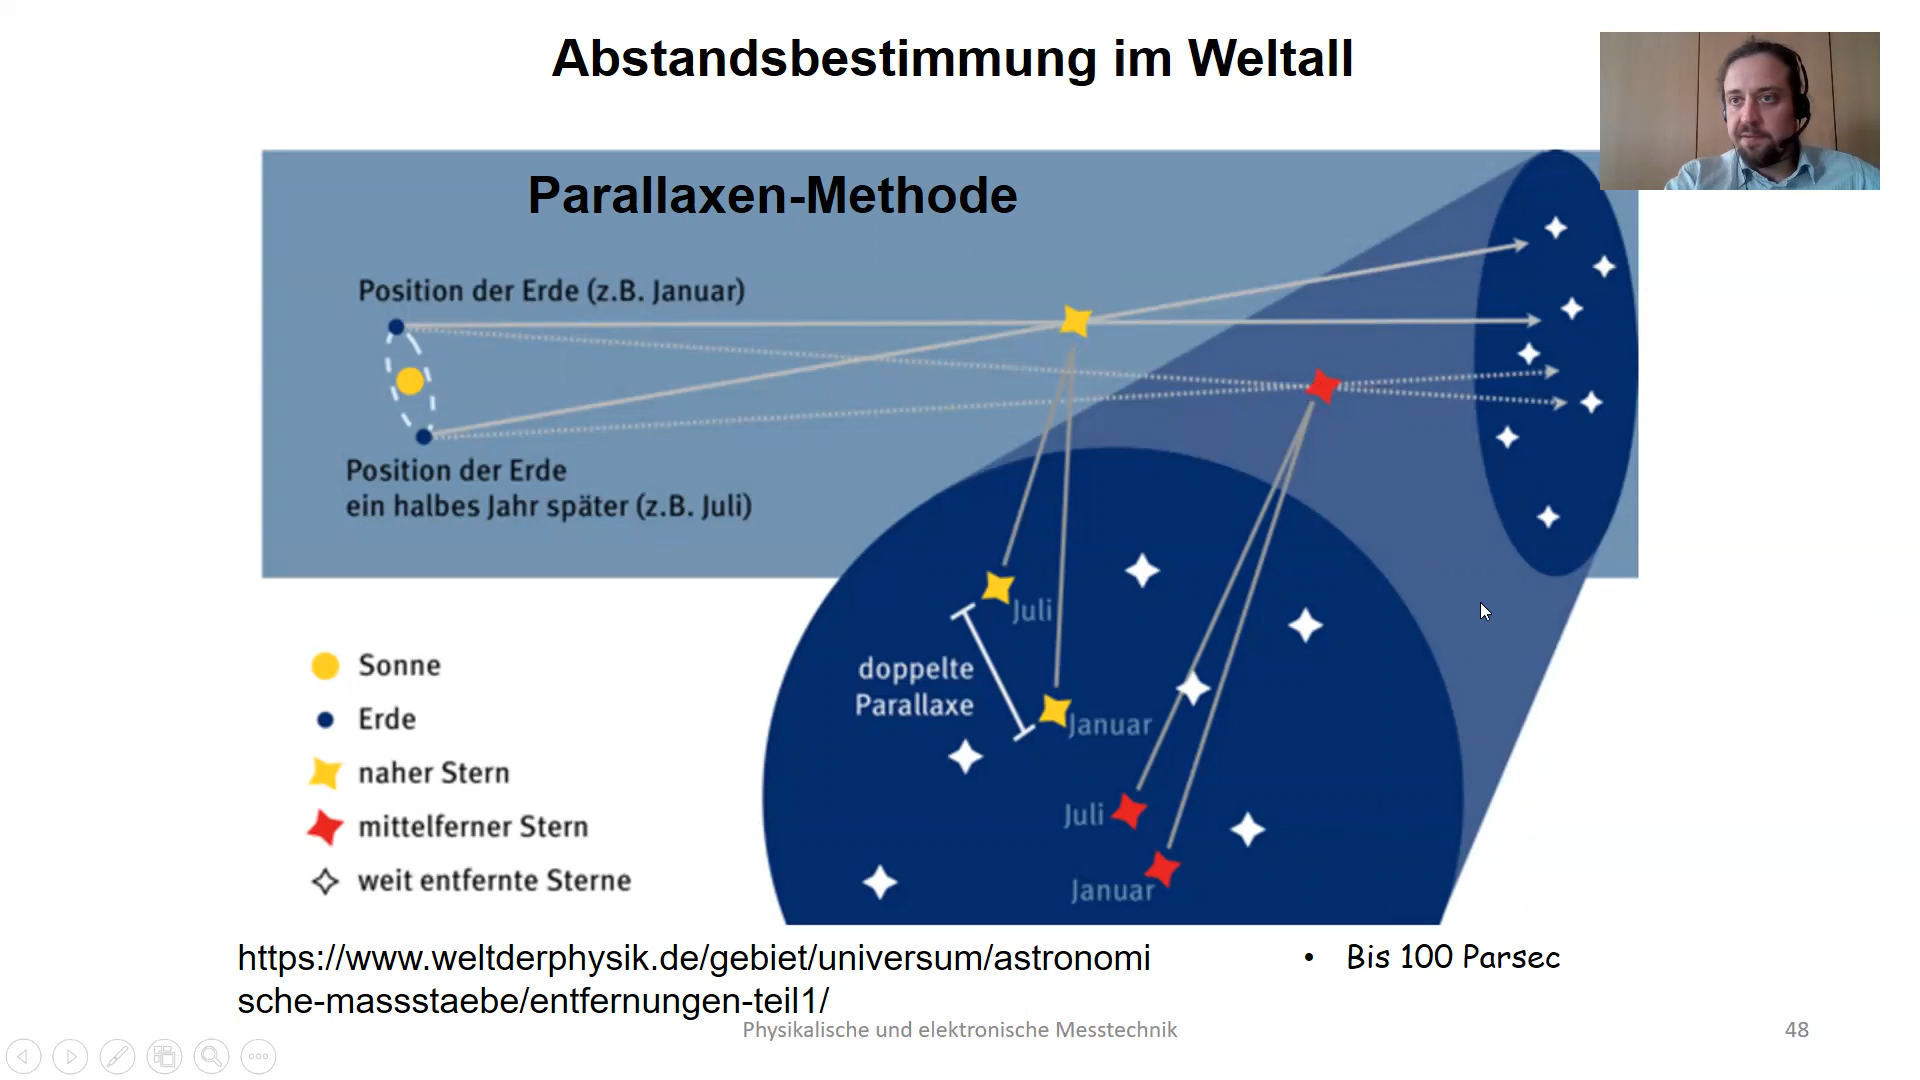 Abstandsbestimmung im Weltall
Parallaxen-Methode
Position der Erde (z.B. Januar)
Position der Erde
ein halbes Jahr später (z.B. Juli)
Juli
doppelte
Parallaxe
Januar
Juli
Januar
Sonne
Erde
naher Stern
mittelferner Stern
weit entfernte Sterne
https://www.weltderphysik.de/gebiet/universum/astronomi
sche-massstaebe/entfernungen-teil1/
• Bis 100 Parsec
Physikalische und elektronische Messtechnik
48